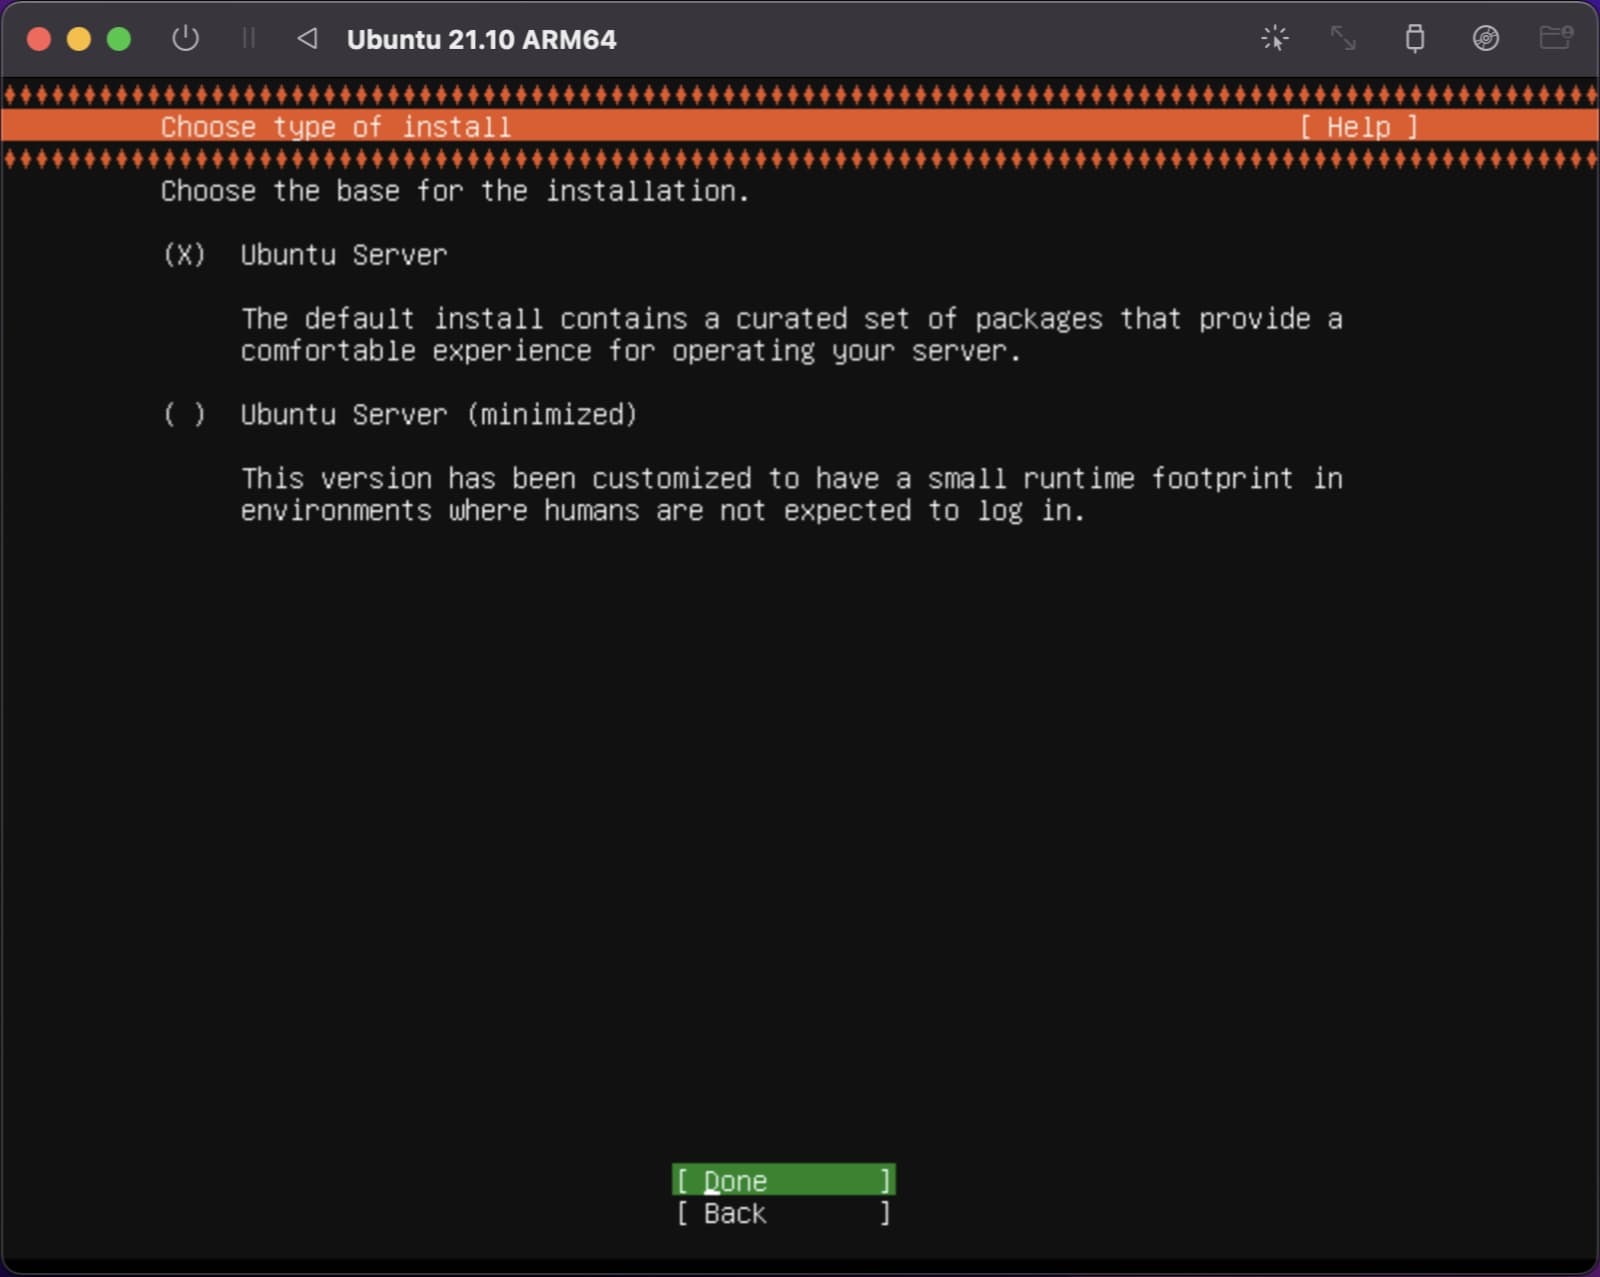 Ubuntu 21.10 ARM64
Choose type of install [ Help ]
Choose the base for the installation.
(X) Ubuntu Server
The default install contains a curated set of packages that provide a
comfortable experience for operating your server.
( ) Ubuntu Server (minimized)
This version has been customized to have a small runtime footprint in
environments where humans are not expected to log in.
[ Done ]
[ Back ]